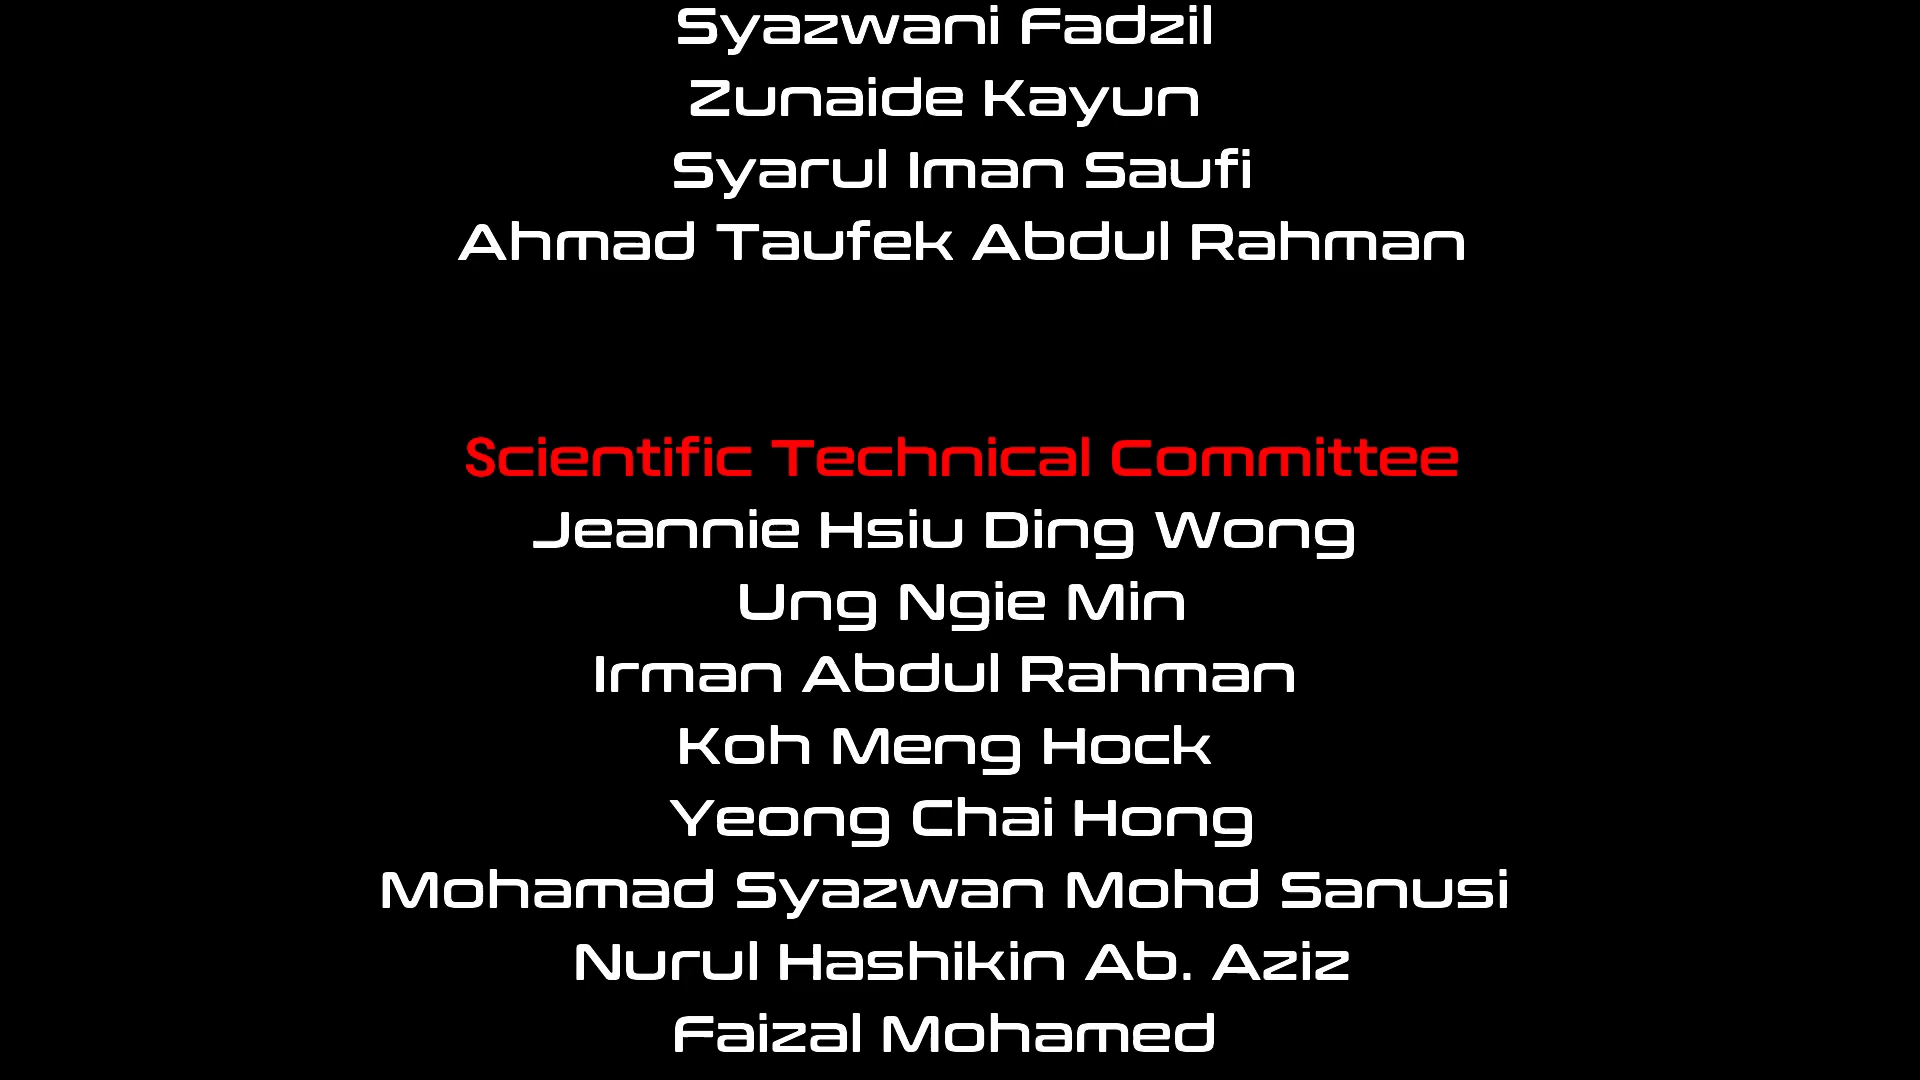 Syazwani Fadzil
Zunaide Kayun
Syarul Iman Saufi
Ahmad Taufek Abdul Rahman
Scientific Technical Committee
Jeannie Hsiu Ding Wong
Ung Ngie Min
Irman Abdul Rahman
Koh Meng Hock
Yeong Chai Hong
Mohamad Syazwan Mohd Sanusi
Nurul Hashikin Ab. Aziz
Faizal Mohamed